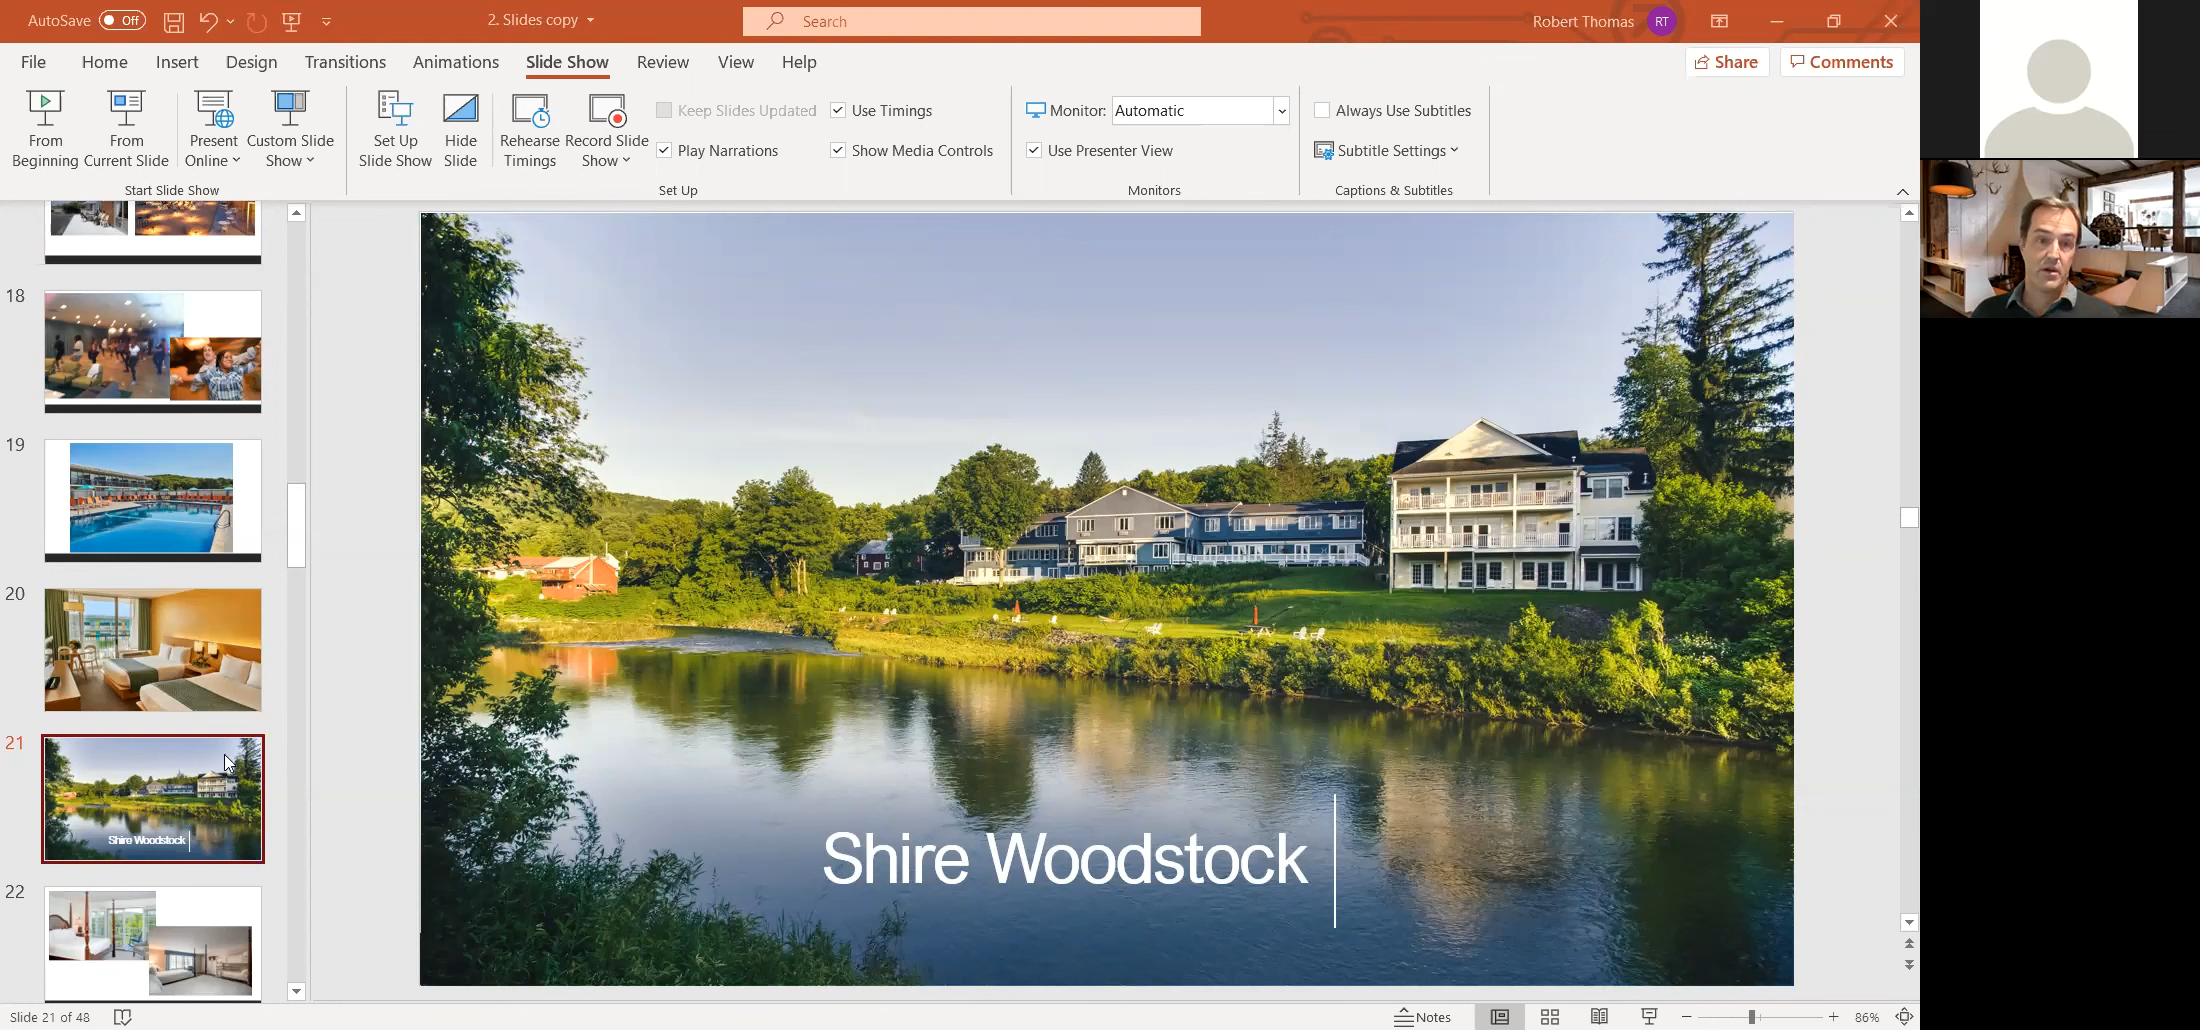 AutoSave Off
2. Slides copy
Search
Robert Thomas RT
File Home Insert Design Transitions Animations Slide Show Review View Help
Share Comments
From Beginning
From Current Slide
Present Online
Custom Slide Show
Start Slide Show
Set Up Slide Show
Hide Slide
Rehearse Timings
Record Slide Show
Keep Slides Updated
Play Narrations
Use Timings
Show Media Controls
Set Up
Monitor: Automatic
Use Presenter View
Monitors
Always Use Subtitles
Subtitle Settings
Captions & Subtitles
18
19
20
21
Shire Woodstock
22
Shire Woodstock
Slide 21 of 48
Notes
86%